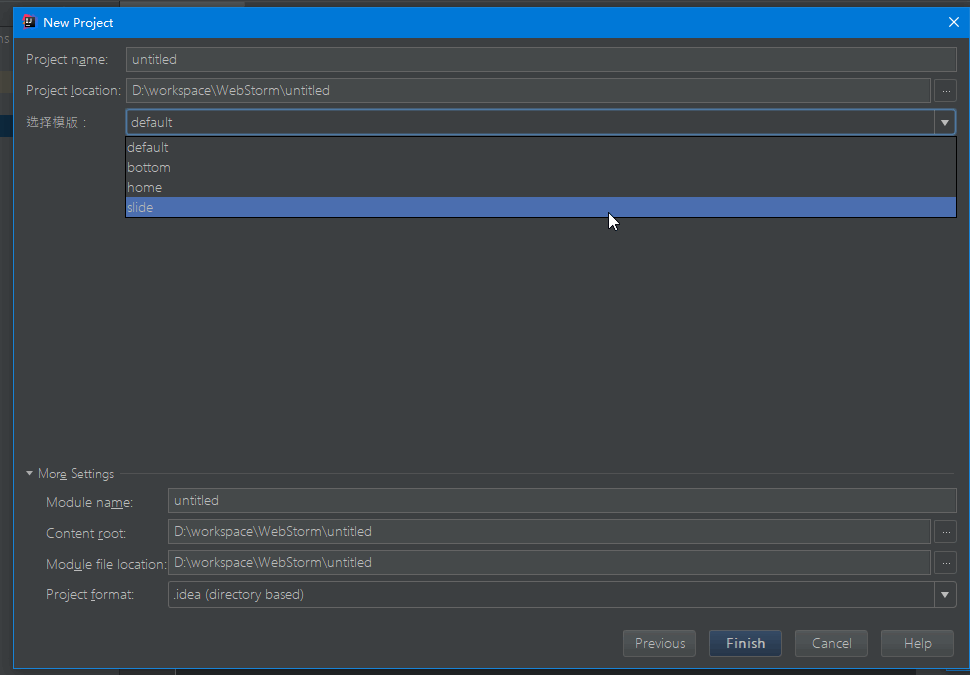 New Project
Project name: untitled
Project location: D:\workspace\WebStorm\untitled ...
选择模版： default
default
bottom
home
slide
More Settings
Module name: untitled
Content root: D:\workspace\WebStorm\untitled ...
Module file location: D:\workspace\WebStorm\untitled ...
Project format: .idea (directory based)
Previous Finish Cancel Help